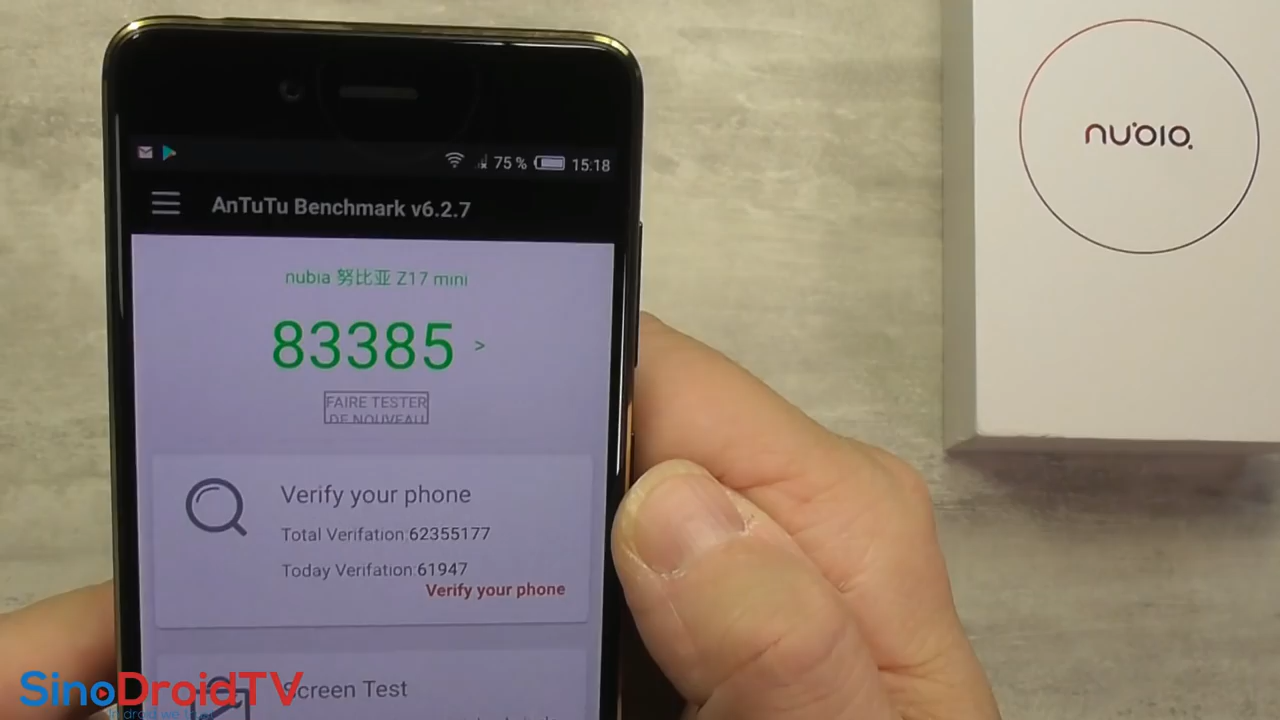 nubia
75 % 15:18
AnTuTu Benchmark v6.2.7
nubia 努比亚 Z17 mini
83385 >
FAIRE TESTER
DE NOUVEAU
Verify your phone
Total Verifation:62355177
Today Verifation:61947
Verify your phone
Screen Test
SinoDroidTV